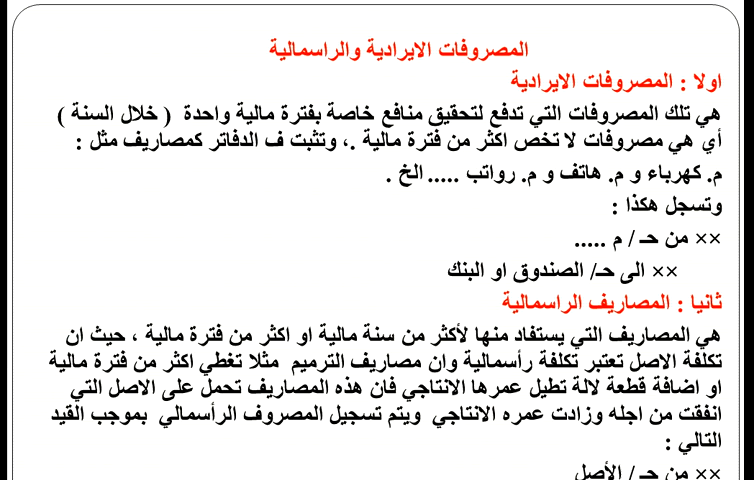 المصروفات الايرادية والراسمالية
اولا : المصروفات الايرادية
هي تلك المصروفات التي تدفع لتحقيق منافع خاصة بفترة مالية واحدة ( خلال السنة )
أي هي مصروفات لا تخص اكثر من فترة مالية .، وتثبت ف الدفاتر كمصاريف مثل :
م. كهرباء و م. هاتف و م. رواتب ..... الخ .
وتسجل هكذا :
×× من حـ / م .....
×× الى حـ/ الصندوق او البنك
ثانيا : المصاريف الراسمالية
هي المصاريف التي يستفاد منها لأكثر من سنة مالية او اكثر من فترة مالية ، حيث ان
تكلفة الاصل تعتبر تكلفة رأسمالية وان مصاريف الترميم مثلا تغطي اكثر من فترة مالية
او اضافة قطعة لالة تطيل عمرها الانتاجي فان هذه المصاريف تحمل على الاصل التي
انفقت من اجله وزادت عمره الانتاجي ويتم تسجيل المصروف الرأسمالي بموجب القيد
التالي :
×× من حـ / الأصل